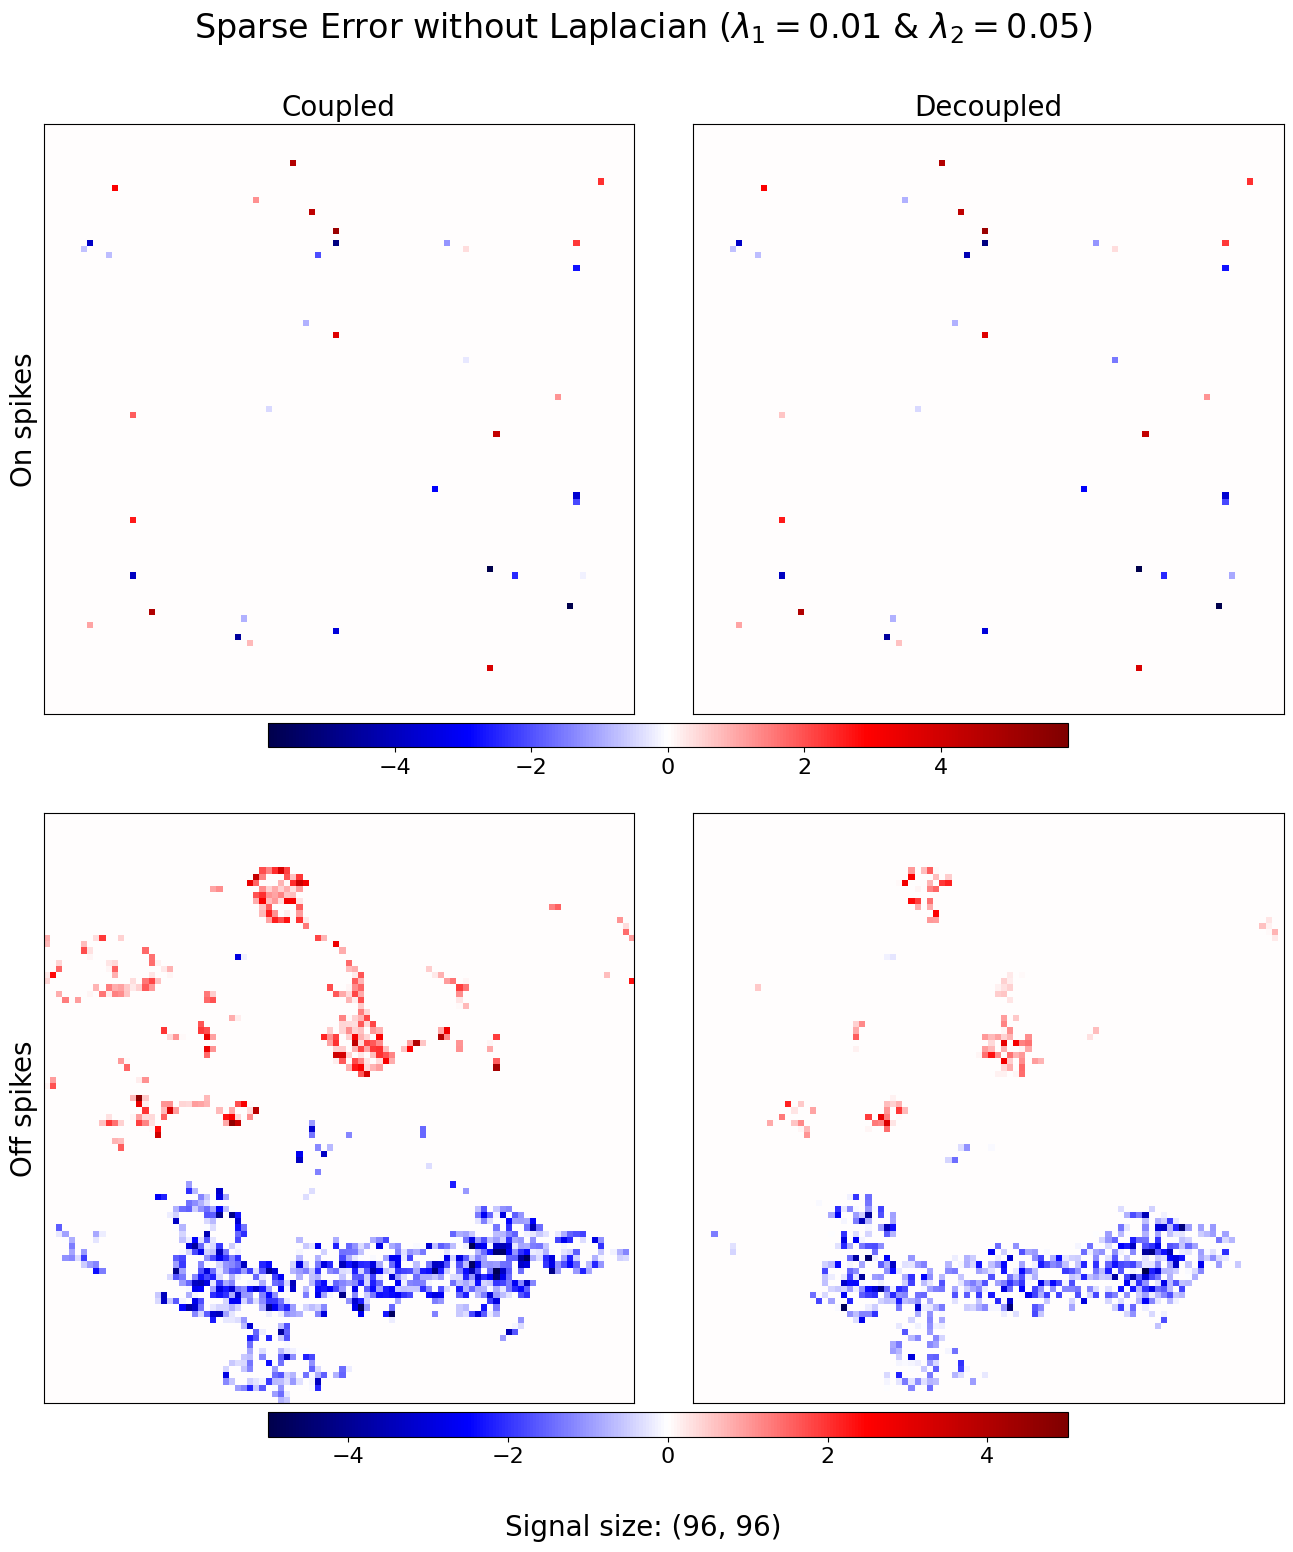 Sparse Error without Laplacian (λ₁ = 0.01 & λ₂ = 0.05)
Coupled
Decoupled
On spikes
−4 −2 0 2 4
Off spikes
−4 −2 0 2 4
Signal size: (96, 96)